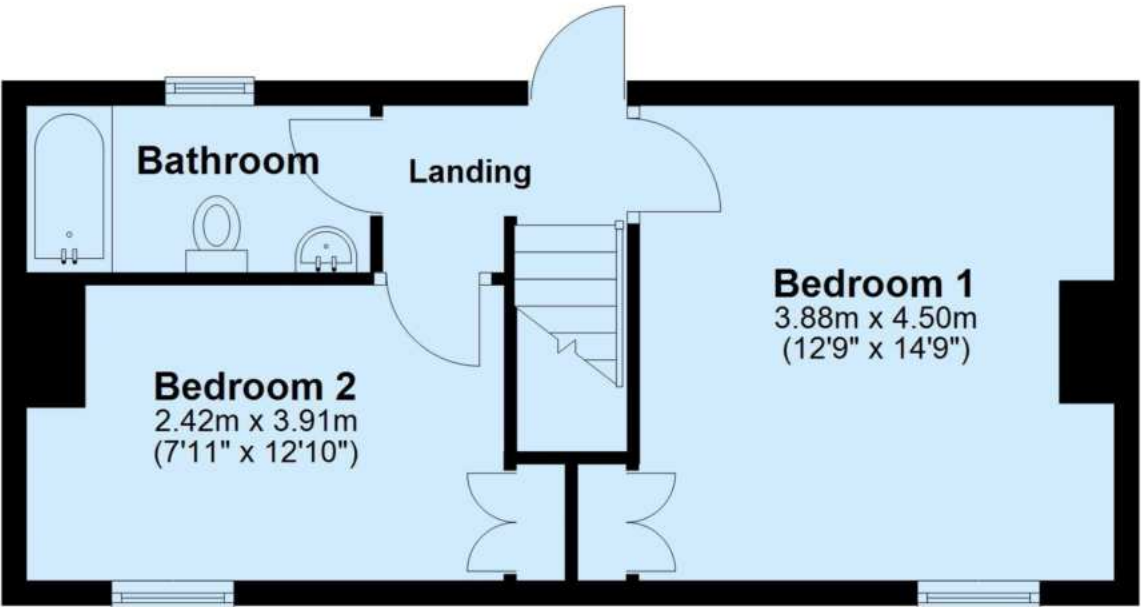 Bathroom
Landing
Bedroom 1
3.88m x 4.50m
(12'9" x 14'9")
Bedroom 2
2.42m x 3.91m
(7'11" x 12'10")